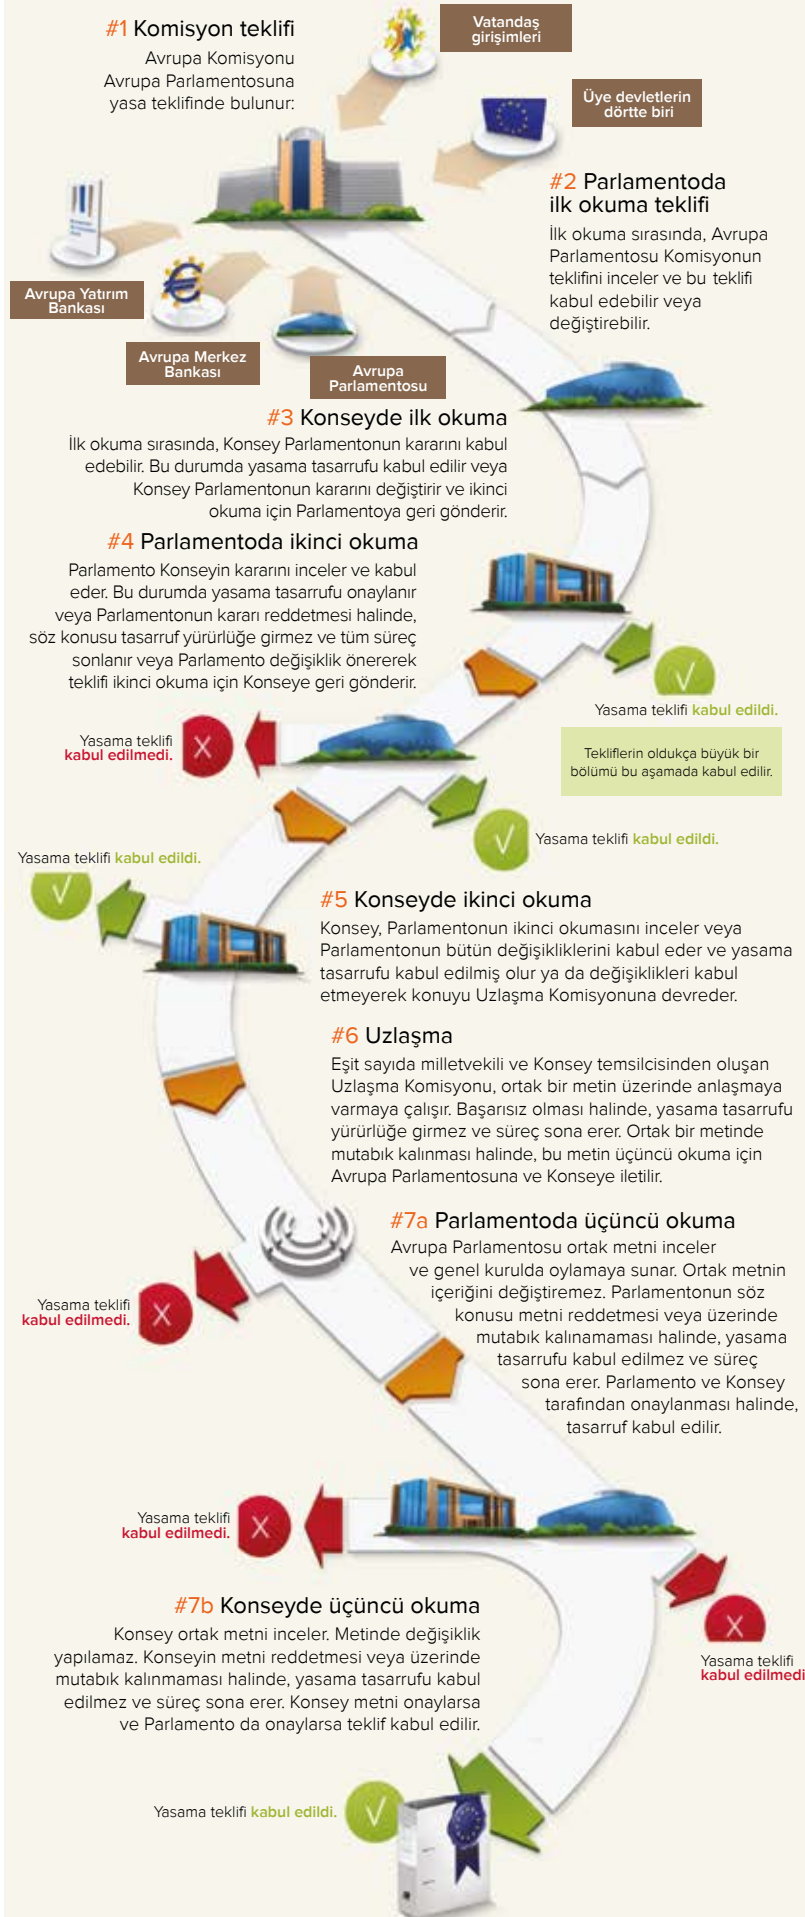 #1 Komisyon teklifi
Avrupa Komisyonu
Avrupa Parlamentosuna
yasa teklifinde bulunur:
Vatandaş
girişimleri
Üye devletlerin
dörtte biri
Avrupa Yatırım
Bankası
Avrupa Merkez
Bankası
Avrupa
Parlamentosu
#2 Parlamentoda
ilk okuma teklifi
İlk okuma sırasında, Avrupa
Parlamentosu Komisyonun
teklifini inceler ve bu teklifi
kabul edebilir veya
değiştirebilir.
#3 Konseyde ilk okuma
İlk okuma sırasında, Konsey Parlamentonun kararını kabul
edebilir. Bu durumda yasama tasarrufu kabul edilir veya
Konsey Parlamentonun kararını değiştirir ve ikinci
okuma için Parlamentoya geri gönderir.
#4 Parlamentoda ikinci okuma
Parlamento Konseyin kararını inceler ve kabul
eder. Bu durumda yasama tasarrufu onaylanır
veya Parlamentonun kararı reddetmesi halinde,
söz konusu tasarruf yürürlüğe girmez ve tüm süreç
sonlanır veya Parlamento değişiklik önererek
teklifi ikinci okuma için Konseye geri gönderir.
Yasama teklifi kabul edildi.
Tekliflerin oldukça büyük bir
bölümü bu aşamada kabul edilir.
Yasama teklifi
kabul edilmedi.
Yasama teklifi kabul edildi.
Yasama teklifi kabul edildi.
#5 Konseyde ikinci okuma
Konsey, Parlamentonun ikinci okumasını inceler veya
Parlamentonun bütün değişikliklerini kabul eder ve yasama
tasarrufu kabul edilmiş olur ya da değişiklikleri kabul
etmeyerek konuyu Uzlaşma Komisyonuna devreder.
#6 Uzlaşma
Eşit sayıda milletvekili ve Konsey temsilcisinden oluşan
Uzlaşma Komisyonu, ortak bir metin üzerinde anlaşmaya
varmaya çalışır. Başarısız olması halinde, yasama tasarrufu
yürürlüğe girmez ve süreç sona erer. Ortak bir metinde
mutabık kalınması halinde, bu metin üçüncü okuma için
Avrupa Parlamentosuna ve Konseye iletilir.
#7a Parlamentoda üçüncü okuma
Avrupa Parlamentosu ortak metni inceler
ve genel kurulda oylamaya sunar. Ortak metnin
içeriğini değiştiremez. Parlamentonun söz
konusu metni reddetmesi veya üzerinde
mutabık kalınamaması halinde, yasama
tasarrufu kabul edilmez ve süreç
sona erer. Parlamento ve Konsey
tarafından onaylanması halinde,
tasarruf kabul edilir.
Yasama teklifi
kabul edilmedi.
Yasama teklifi
kabul edilmedi.
#7b Konseyde üçüncü okuma
Konsey ortak metni inceler. Metinde değişiklik
yapılamaz. Konseyin metni reddetmesi veya üzerinde
mutabık kalınmaması halinde, yasama tasarrufu kabul
edilmez ve süreç sona erer. Konsey metni onaylarsa
ve Parlamento da onaylarsa teklif kabul edilir.
Yasama teklifi
kabul edilmedi
Yasama teklifi kabul edildi.